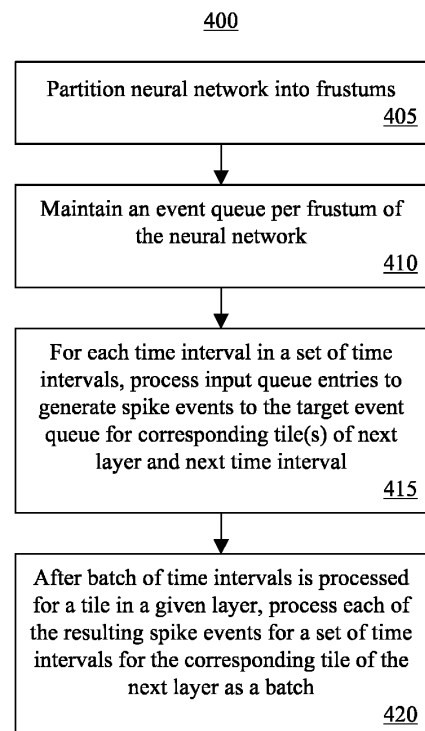 400
Partition neural network into frustums
405
Maintain an event queue per frustum of
the neural network
410
For each time interval in a set of time
intervals, process input queue entries to
generate spike events to the target event
queue for corresponding tile(s) of next
layer and next time interval
415
After batch of time intervals is processed
for a tile in a given layer, process each of
the resulting spike events for a set of time
intervals for the corresponding tile of the
next layer as a batch
420